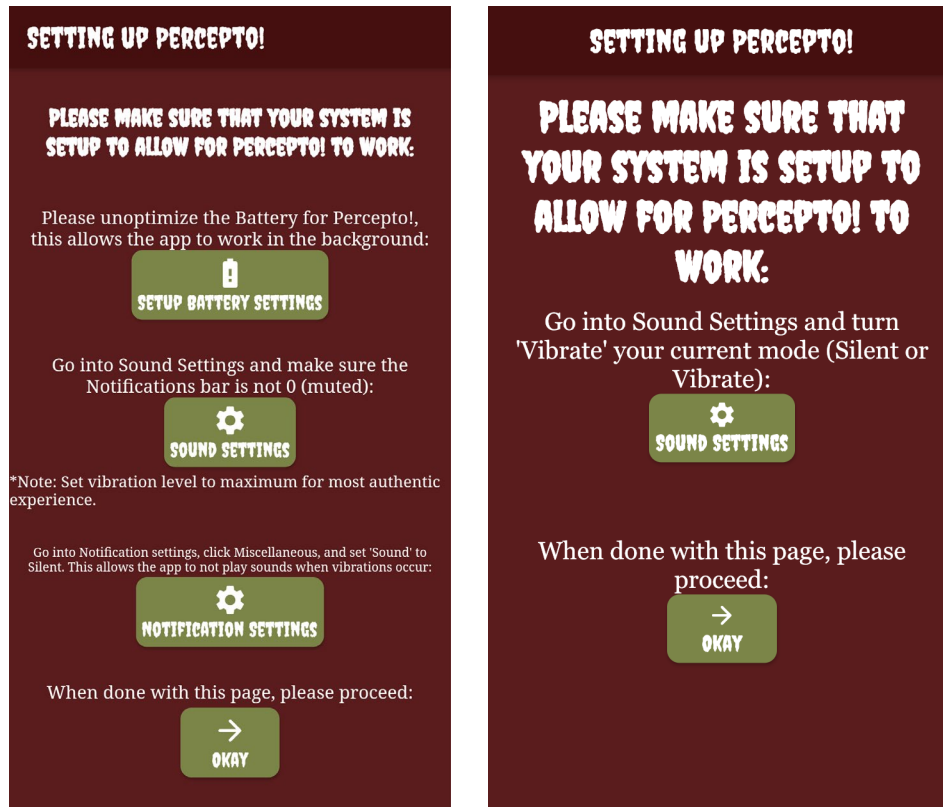 SETTING UP PERCEPTO!
PLEASE MAKE SURE THAT YOUR SYSTEM IS
SETUP TO ALLOW FOR PERCEPTO! TO WORK:
Please unoptimize the Battery for Percepto!,
this allows the app to work in the background:
SETUP BATTERY SETTINGS
Go into Sound Settings and make sure the
Notifications bar is not 0 (muted):
SOUND SETTINGS
*Note: Set vibration level to maximum for most authentic
experience.
Go into Notification settings, click Miscellaneous, and set 'Sound' to
Silent. This allows the app to not play sounds when vibrations occur:
NOTIFICATION SETTINGS
When done with this page, please proceed:
OKAY
SETTING UP PERCEPTO!
PLEASE MAKE SURE THAT
YOUR SYSTEM IS SETUP TO
ALLOW FOR PERCEPTO! TO
WORK:
Go into Sound Settings and turn
'Vibrate' your current mode (Silent or
Vibrate):
SOUND SETTINGS
When done with this page, please
proceed:
OKAY